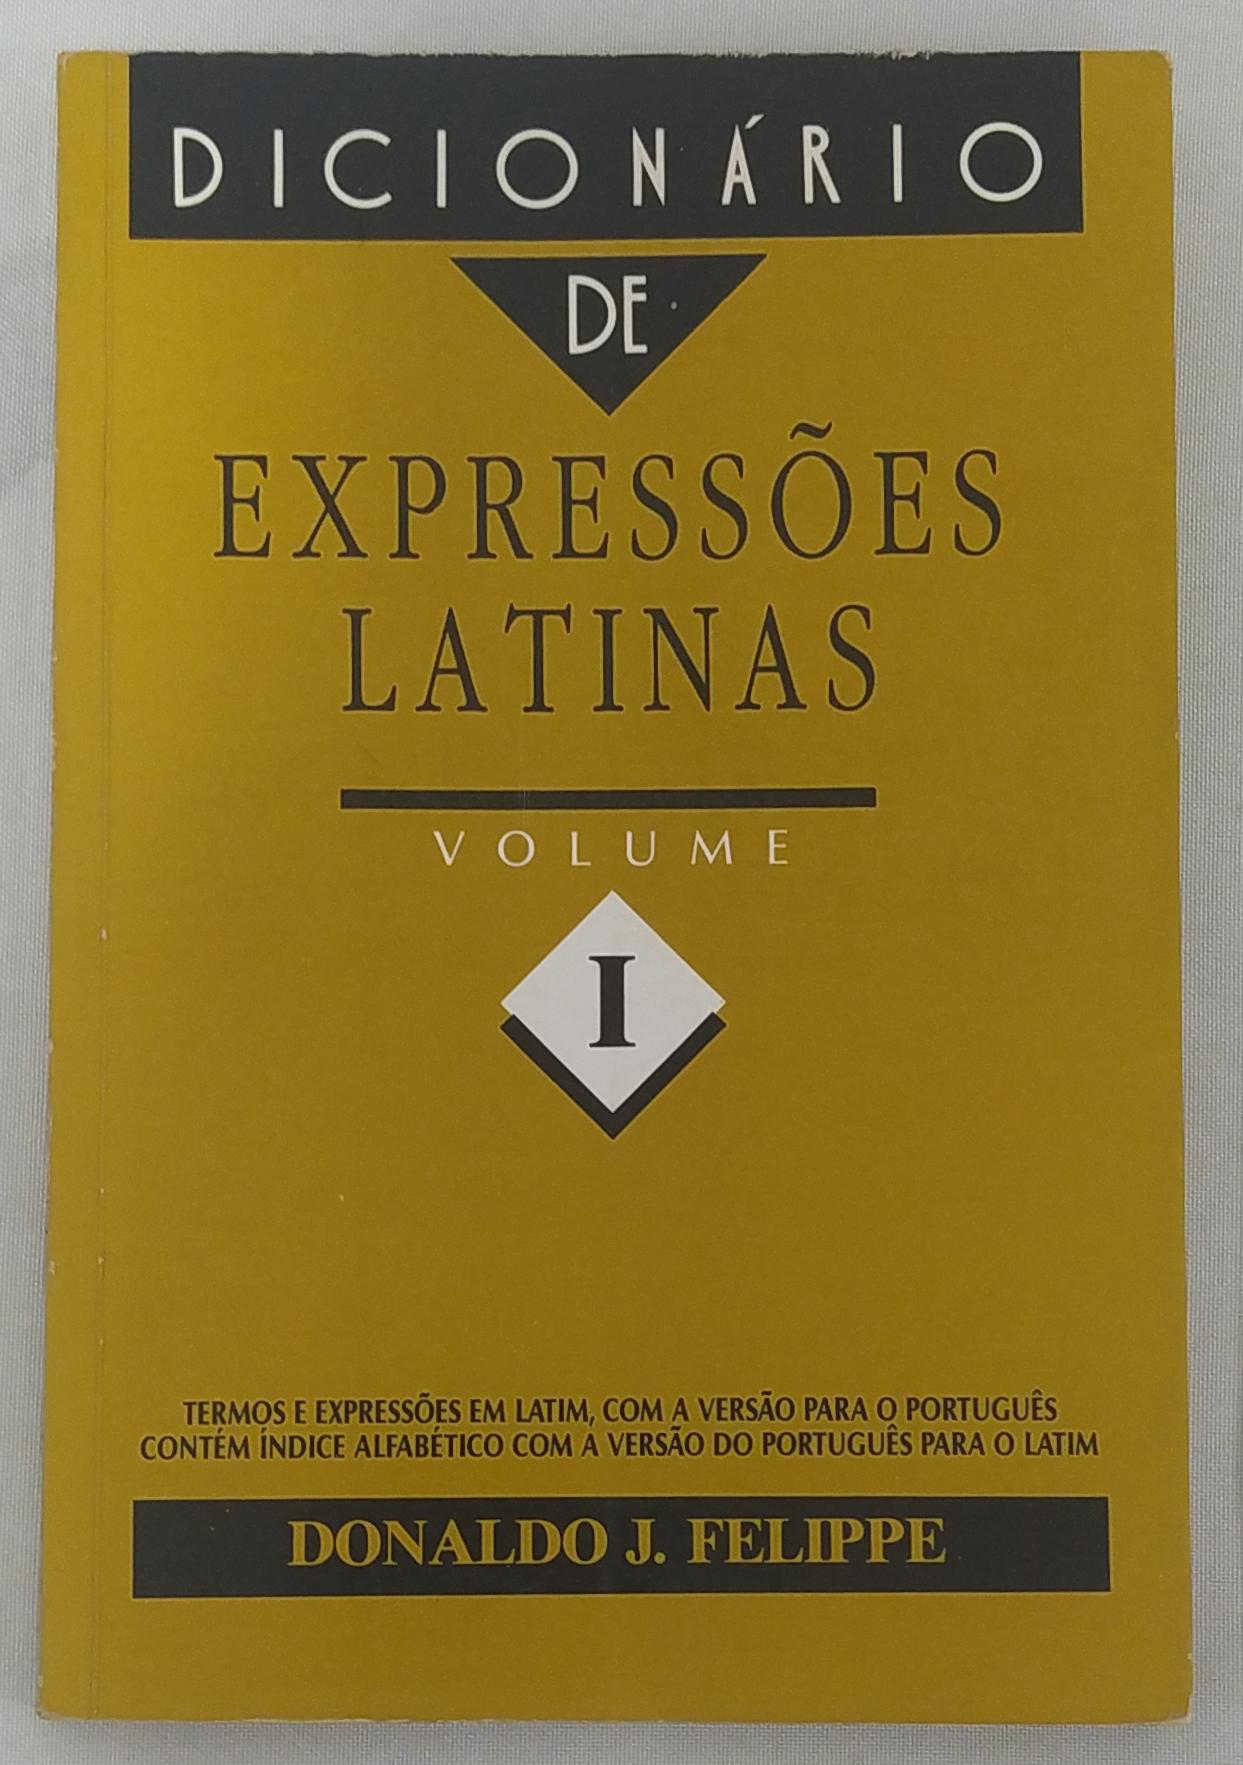 DICIONÁRIO
DE
EXPRESSÕES
LATINAS
VOLUME
I
TERMOS E EXPRESSÕES EM LATIM, COM A VERSÃO PARA O PORTUGUÊS
CONTÉM ÍNDICE ALFABÉTICO COM A VERSÃO DO PORTUGUÊS PARA O LATIM
DONALDO J. FELIPPE